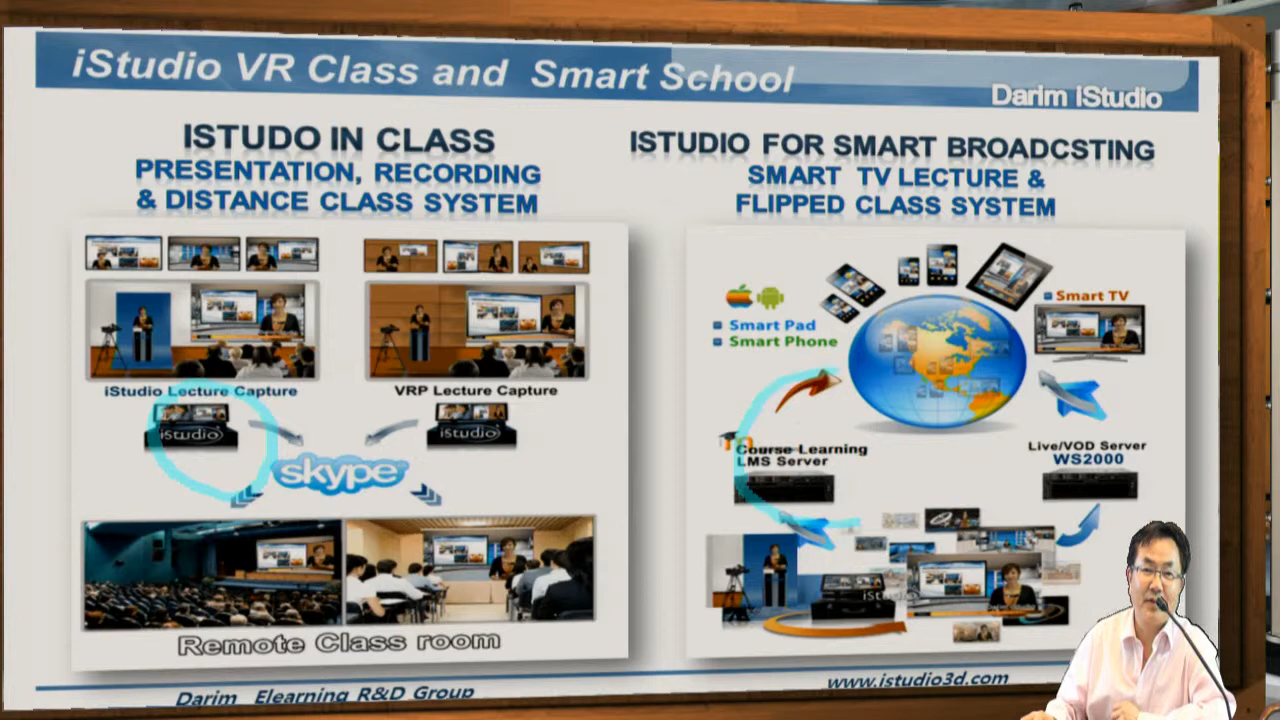 iStudio VR Class and Smart School
Darim iStudio
ISTUDO IN CLASS
PRESENTATION, RECORDING
& DISTANCE CLASS SYSTEM
iStudio Lecture Capture
VRP Lecture Capture
iStudio
iStudio
skype
Remote Class room
ISTUDIO FOR SMART BROADCSTING
SMART TV LECTURE &
FLIPPED CLASS SYSTEM
Smart Pad
Smart Phone
Smart TV
Course Learning
LMS Server
Live/VOD Server
WS2000
Darim Elearning R&D Group
www.istudio3d.com